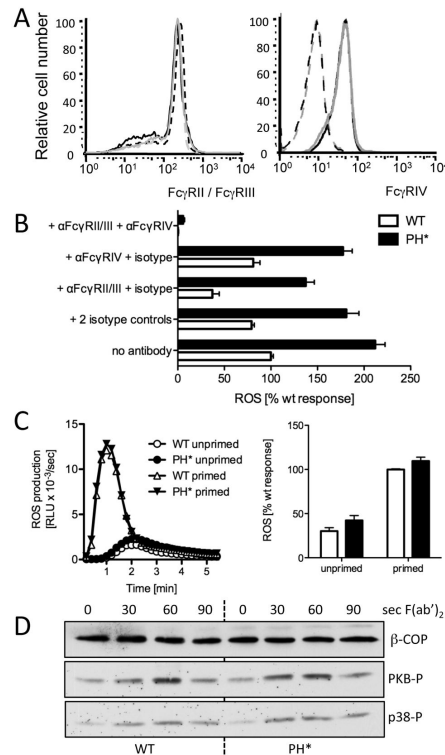 A
Relative cell number
100
80
60
40
20
0
10⁰ 10¹ 10² 10³ 10⁴
FcγRII / FcγRIII
100
80
60
40
20
0
10⁰ 10¹ 10² 10³ 10⁴
FcγRIV
B
WT
PH*
+ αFcγRII/III + αFcγRIV
+ αFcγRIV + isotype
+ αFcγRII/III + isotype
+ 2 isotype controls
no antibody
0 50 100 150 200 250
ROS [% wt response]
C
ROS production
[RLU x 10⁻³/sec]
15
10
5
0
1 2 3 4 5
Time [min]
WT unprimed
PH* unprimed
WT primed
PH* primed
ROS [% wt response]
150
100
50
0
unprimed primed
0 30 60 90 0 30 60 90 sec F(ab')₂
D
β-COP
PKB-P
p38-P
WT PH*